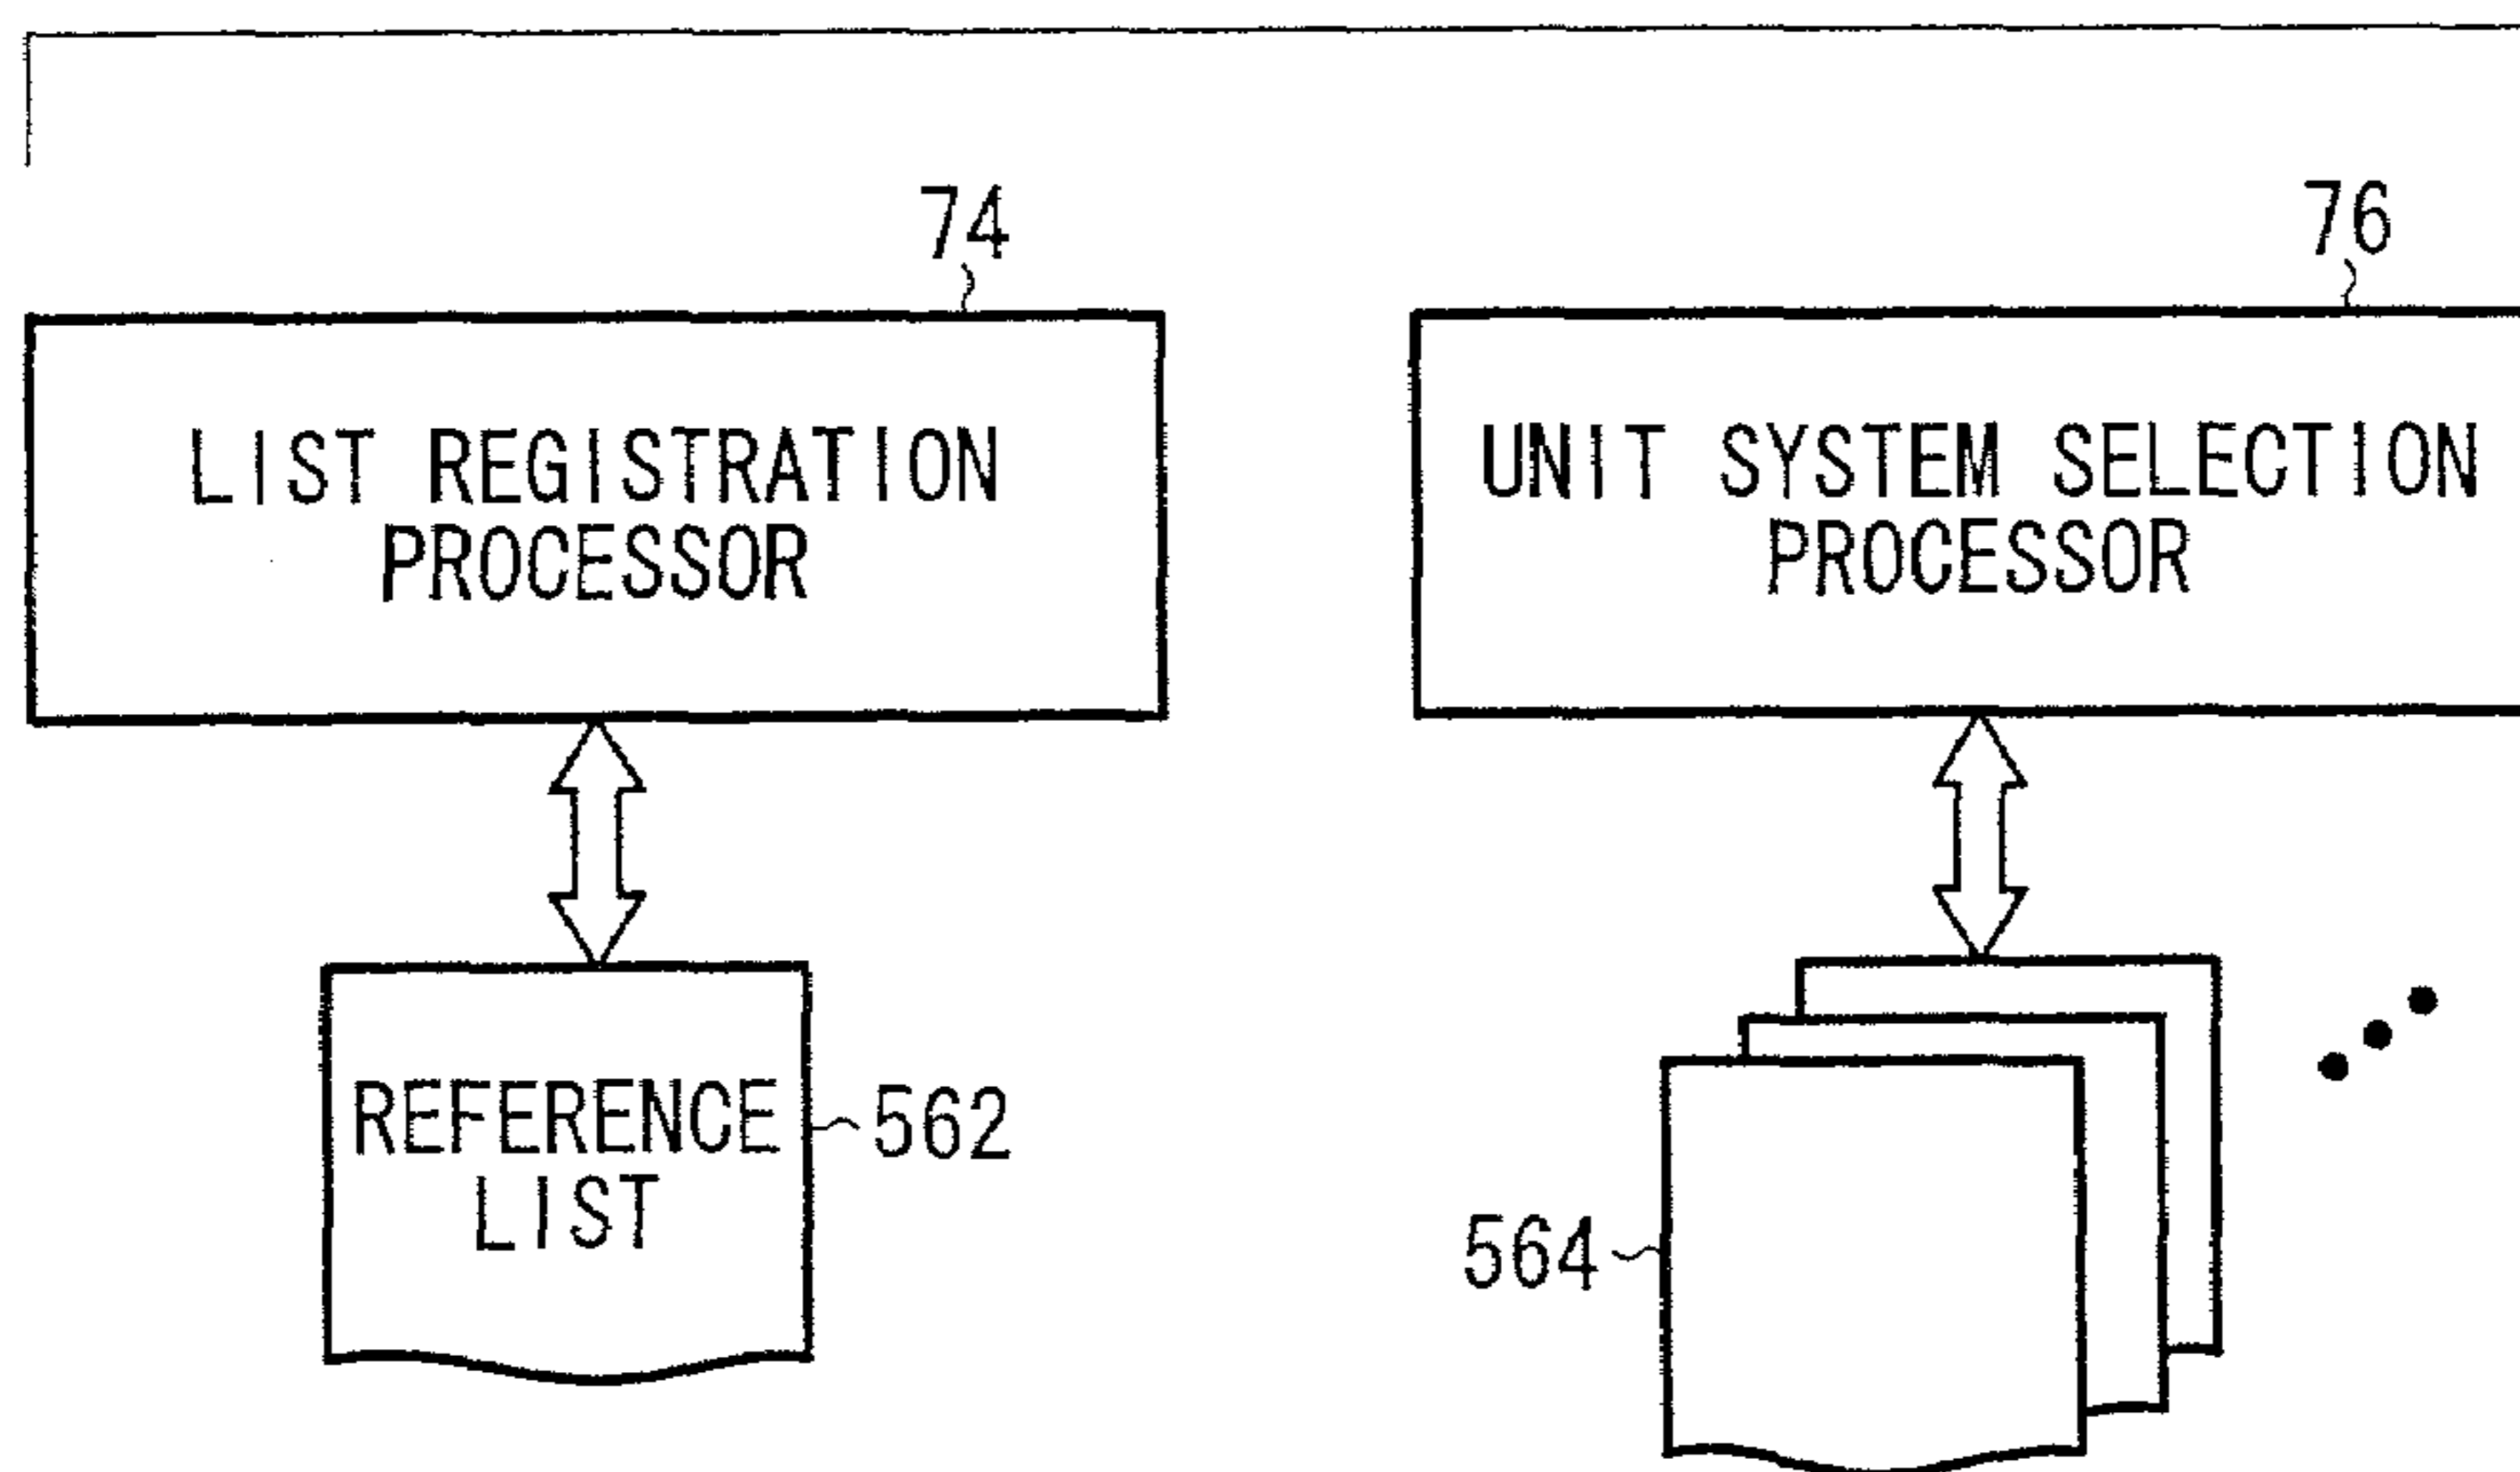 74
76
LIST REGISTRATION
PROCESSOR
UNIT SYSTEM SELECTION
PROCESSOR
REFERENCE
LIST
562
564